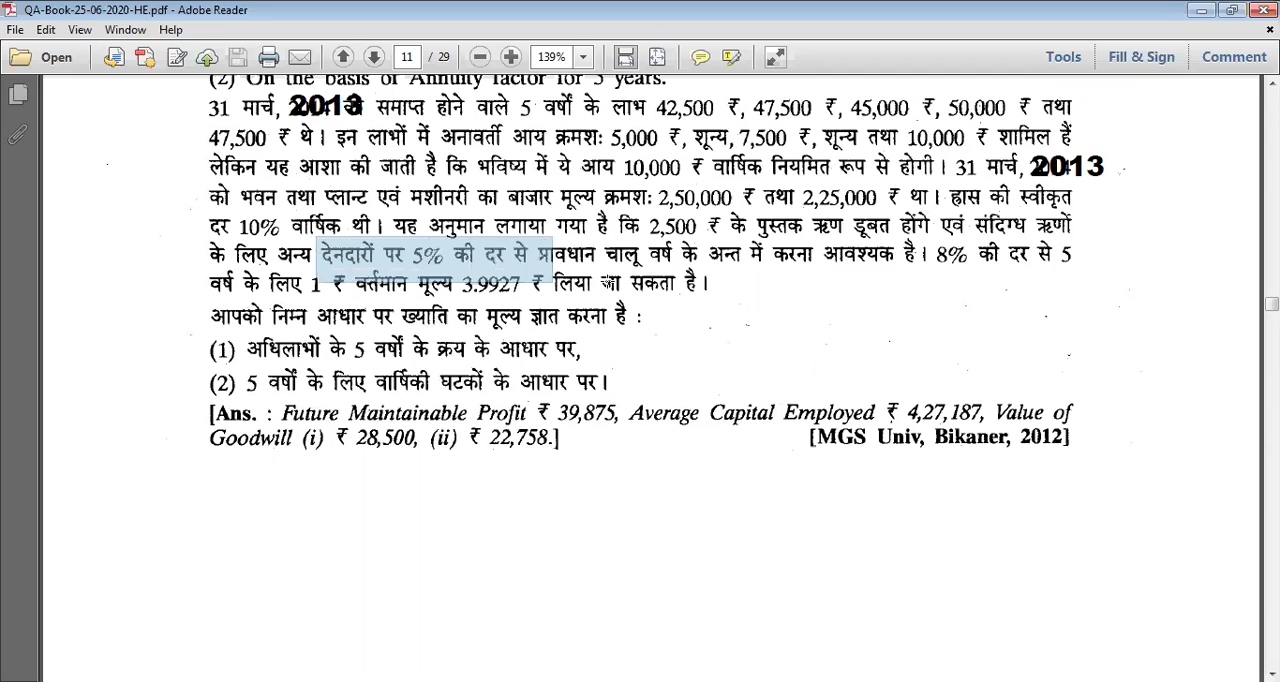 QA-Book-25-06-2020-HE.pdf - Adobe Reader
File Edit View Window Help
Open 11 / 29 139% Tools Fill & Sign Comment
(2) On the basis of Annuity factor for 5 years.
31 मार्च, 2013 को समाप्त होने वाले 5 वर्षों के लाभ 42,500 ₹, 47,500 ₹, 45,000 ₹, 50,000 ₹ तथा
47,500 ₹ थे। इन लाभों में अनावर्ती आय क्रमशः 5,000 ₹, शून्य, 7,500 ₹, शून्य तथा 10,000 ₹ शामिल हैं
लेकिन यह आशा की जाती है कि भविष्य में ये आय 10,000 ₹ वार्षिक नियमित रूप से होगी। 31 मार्च, 2013
को भवन तथा प्लान्ट एवं मशीनरी का बाजार मूल्य क्रमशः 2,50,000 ₹ तथा 2,25,000 ₹ था। ह्रास की स्वीकृत
दर 10% वार्षिक थी। यह अनुमान लगाया गया है कि 2,500 ₹ के पुस्तक ऋण डूबत होंगे एवं संदिग्ध ऋणों
के लिए अन्य देनदारों पर 5% की दर से प्रावधान चालू वर्ष के अन्त में करना आवश्यक है। 8% की दर से 5
वर्ष के लिए 1 ₹ वर्तमान मूल्य 3.9927 ₹ लिया जा सकता है।
आपको निम्न आधार पर ख्याति का मूल्य ज्ञात करना है :
(1) अधिलाभों के 5 वर्षों के क्रय के आधार पर,
(2) 5 वर्षों के लिए वार्षिकी घटकों के आधार पर।
[Ans. : Future Maintainable Profit ₹ 39,875, Average Capital Employed ₹ 4,27,187, Value of
Goodwill (i) ₹ 28,500, (ii) ₹ 22,758.] [MGS Univ, Bikaner, 2012]